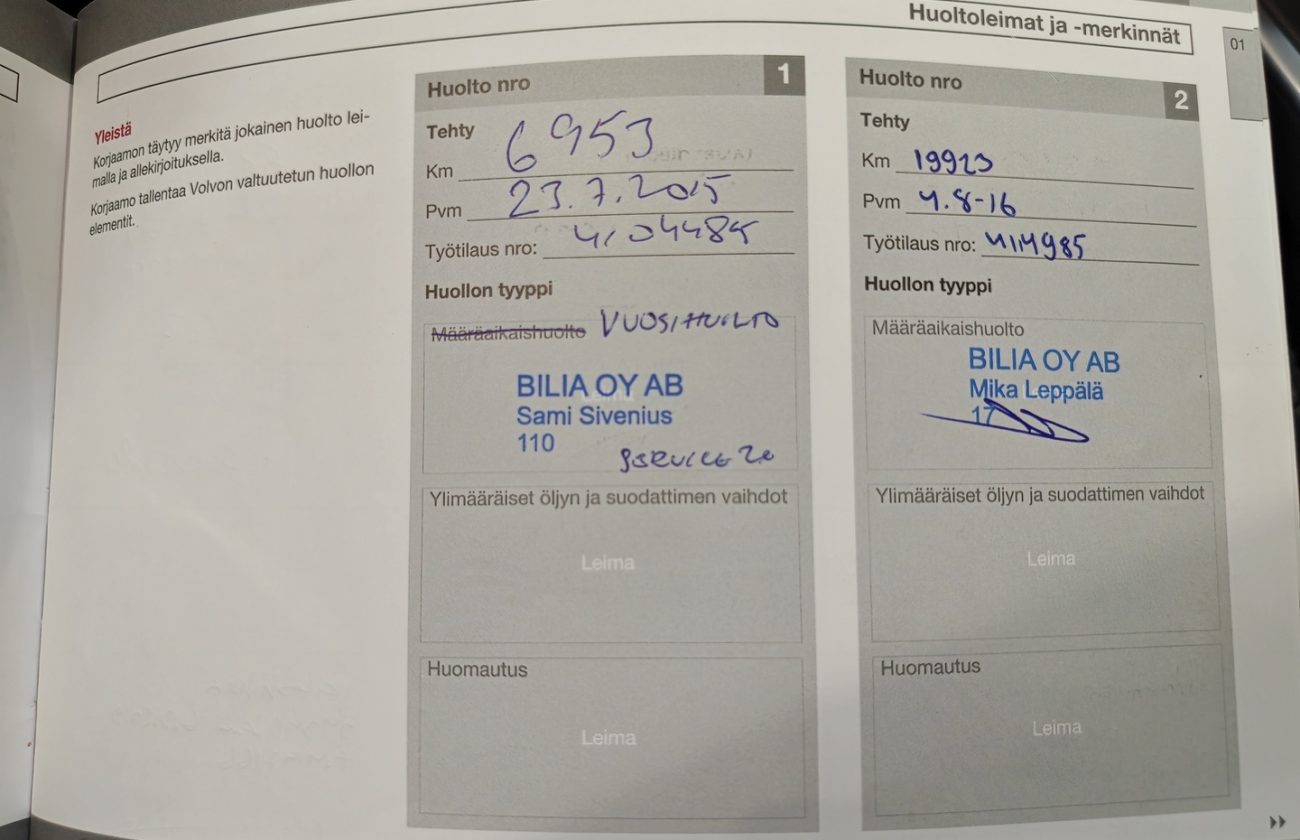 Huoltoleimat ja -merkinnät
01
Yleistä
Korjaamon täytyy merkitä jokainen huolto lei-
malla ja allekirjoituksella.
Korjaamo tallentaa Volvon valtuutetun huollon
elementit.
Huolto nro 1
Tehty
Km 6953
Pvm 23.7.2015
Työtilaus nro: 4104485
Huollon tyyppi
Määräaikaishuolto VUOSIHUOLTO
BILIA OY AB
Sami Sivenius
110
SERVICE 2.0
Ylimääräiset öljyn ja suodattimen vaihdot
Leima
Huomautus
Leima
Huolto nro 2
Tehty
Km 19923
Pvm 4.8-16
Työtilaus nro: 4114985
Huollon tyyppi
Määräaikaishuolto
BILIA OY AB
Mika Leppälä
Ylimääräiset öljyn ja suodattimen vaihdot
Leima
Huomautus
Leima